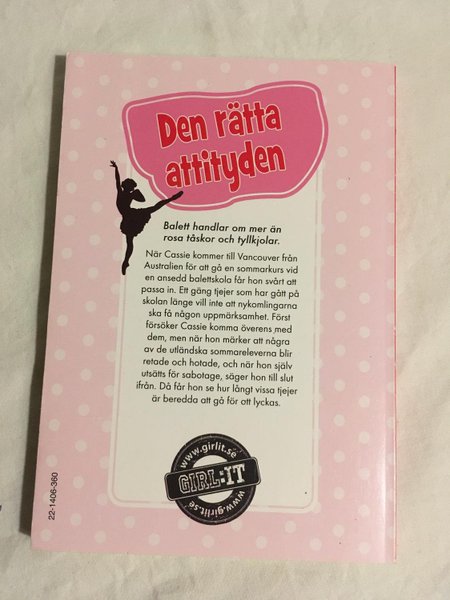 Den rätta
attityden
Balett handlar om mer än
rosa tåskor och tyllkjolar.
När Cassie kommer till Vancouver från
Australien för att gå en sommarkurs vid
en ansedd balettskola får hon svårt att
passa in. Ett gäng tjejer som har gått på
skolan länge vill inte att nykomlingarna
ska få någon uppmärksamhet. Först
försöker Cassie komma överens med
dem, men när hon märker att några
av de utländska sommareleverna blir
retade och hotade, och när hon själv
utsätts för sabotage, säger hon till slut
ifrån. Då får hon se hur långt vissa tjejer
är beredda att gå för att lyckas.
www.girlit.se
GIRL:IT
www.girlit.se
22-1406-360